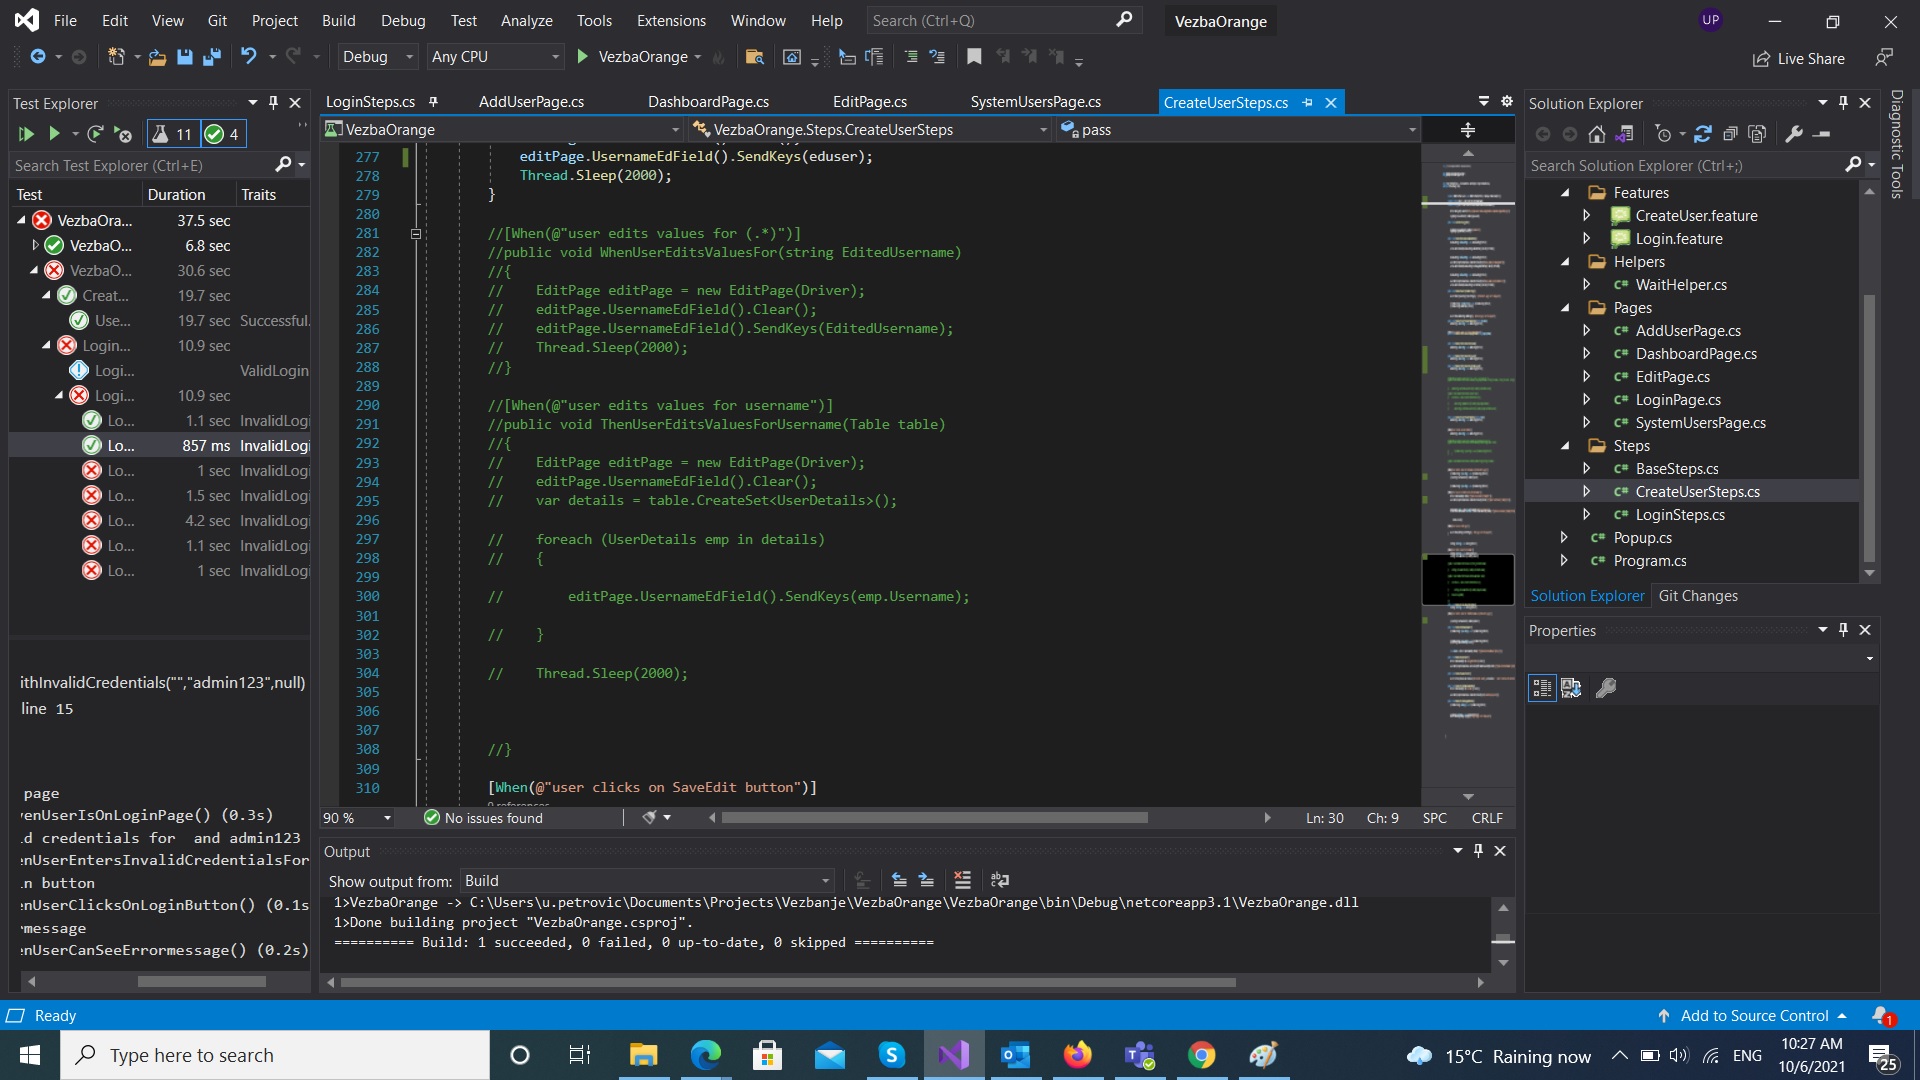 File Edit View Git Project Build Debug Test Analyze Tools Extensions Window Help Search (Ctrl+Q) VezbaOrange UP
Debug Any CPU VezbaOrange Live Share
Test Explorer
11 4
Search Test Explorer (Ctrl+E)
Test Duration Traits
VezbaOra... 37.5 sec
VezbaO... 6.8 sec
VezbaO... 30.6 sec
Creat... 19.7 sec
Use... 19.7 sec Successful.
Login... 10.9 sec
Logi... ValidLogin
Logi... 10.9 sec
Lo... 1.1 sec InvalidLogi
Lo... 857 ms InvalidLogi
Lo... 1 sec InvalidLogi
Lo... 1.5 sec InvalidLogi
Lo... 4.2 sec InvalidLogi
Lo... 1.1 sec InvalidLogi
Lo... 1 sec InvalidLogi
ithInvalidCredentials("","admin123",null)
line 15
page
enUserIsOnLoginPage() (0.3s)
d credentials for and admin123
enUserEntersInvalidCredentialsFor
n button
enUserClicksOnLoginButton() (0.1s
message
enUserCanSeeErrormessage() (0.2s)
LoginSteps.cs AddUserPage.cs DashboardPage.cs EditPage.cs SystemUsersPage.cs CreateUserSteps.cs
VezbaOrange VezbaOrange.Steps.CreateUserSteps pass
277 editPage.UsernameEdField().SendKeys(eduser);
278 Thread.Sleep(2000);
279 }
280
281 //[When(@"user edits values for (.*)")]
282 //public void WhenUserEditsValuesFor(string EditedUsername)
283 //{
284 // EditPage editPage = new EditPage(Driver);
285 // editPage.UsernameEdField().Clear();
286 // editPage.UsernameEdField().SendKeys(EditedUsername);
287 // Thread.Sleep(2000);
288 //}
289
290 //[When(@"user edits values for username")]
291 //public void ThenUserEditsValuesForUsername(Table table)
292 //{
293 // EditPage editPage = new EditPage(Driver);
294 // editPage.UsernameEdField().Clear();
295 // var details = table.CreateSet<UserDetails>();
296
297 // foreach (UserDetails emp in details)
298 // {
299
300 // editPage.UsernameEdField().SendKeys(emp.Username);
301
302 // }
303
304 // Thread.Sleep(2000);
305
306
307
308 //}
309
310 [When(@"user clicks on SaveEdit button")]
90 % No issues found Ln: 30 Ch: 9 SPC CRLF
Output
Show output from: Build
1>VezbaOrange -> C:\Users\u.petrovic\Documents\Projects\Vezbanje\VezbaOrange\VezbaOrange\bin\Debug\netcoreapp3.1\VezbaOrange.dll
1>Done building project "VezbaOrange.csproj".
========== Build: 1 succeeded, 0 failed, 0 up-to-date, 0 skipped ==========
Solution Explorer
Search Solution Explorer (Ctrl+;)
Features
CreateUser.feature
Login.feature
Helpers
C# WaitHelper.cs
Pages
C# AddUserPage.cs
C# DashboardPage.cs
C# EditPage.cs
C# LoginPage.cs
C# SystemUsersPage.cs
Steps
C# BaseSteps.cs
C# CreateUserSteps.cs
C# LoginSteps.cs
C# Popup.cs
C# Program.cs
Solution Explorer Git Changes
Properties
Diagnostic Tools
Ready Add to Source Control 1
Type here to search 15°C Raining now ENG 10:27 AM
10/6/2021 25